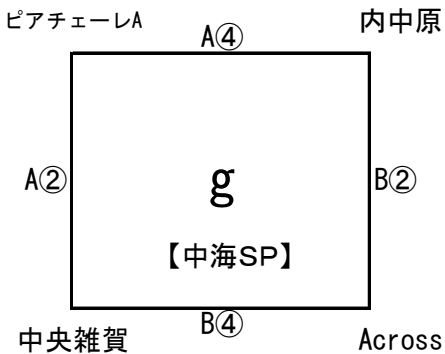 ピアチェーレA
A④
内中原
A②
g
B②
【中海SP】
B④
中央雑賀
Across